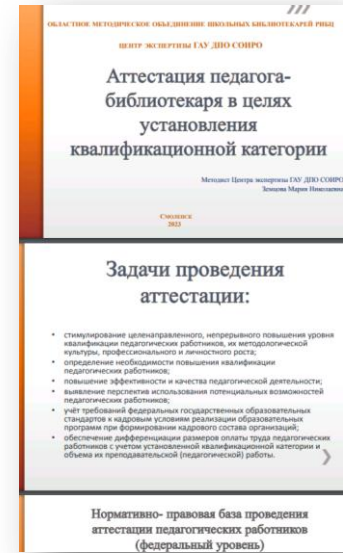 ОБЛАСТНОЕ МЕТОДИЧЕСКОЕ ОБЪЕДИНЕНИЕ ШКОЛЬНЫХ БИБЛИОТЕКАРЕЙ РИБЦ
ЦЕНТР ЭКСПЕРТИЗЫ ГАУ ДПО СОИРО
Аттестация педагога-
библиотекаря в целях
установления
квалификационной категории
Методист Центра экспертизы ГАУ ДПО СОИРО
Земцова Мария Николаевна
СМОЛЕНСК
2023
Задачи проведения
аттестации:
• стимулирование целенаправленного, непрерывного повышения уровня
квалификации педагогических работников, их методологической
культуры, профессионального и личностного роста;
• определение необходимости повышения квалификации
педагогических работников;
• повышение эффективности и качества педагогической деятельности;
• выявление перспектив использования потенциальных возможностей
педагогических работников;
• учёт требований федеральных государственных образовательных
стандартов к кадровым условиям реализации образовательных
программ при формировании кадрового состава организаций;
• обеспечение дифференциации размеров оплаты труда педагогических
работников с учетом установленной квалификационной категории и
объема их преподавательской (педагогической) работы.
Нормативно- правовая база проведения
аттестации педагогических работников
(федеральный уровень)